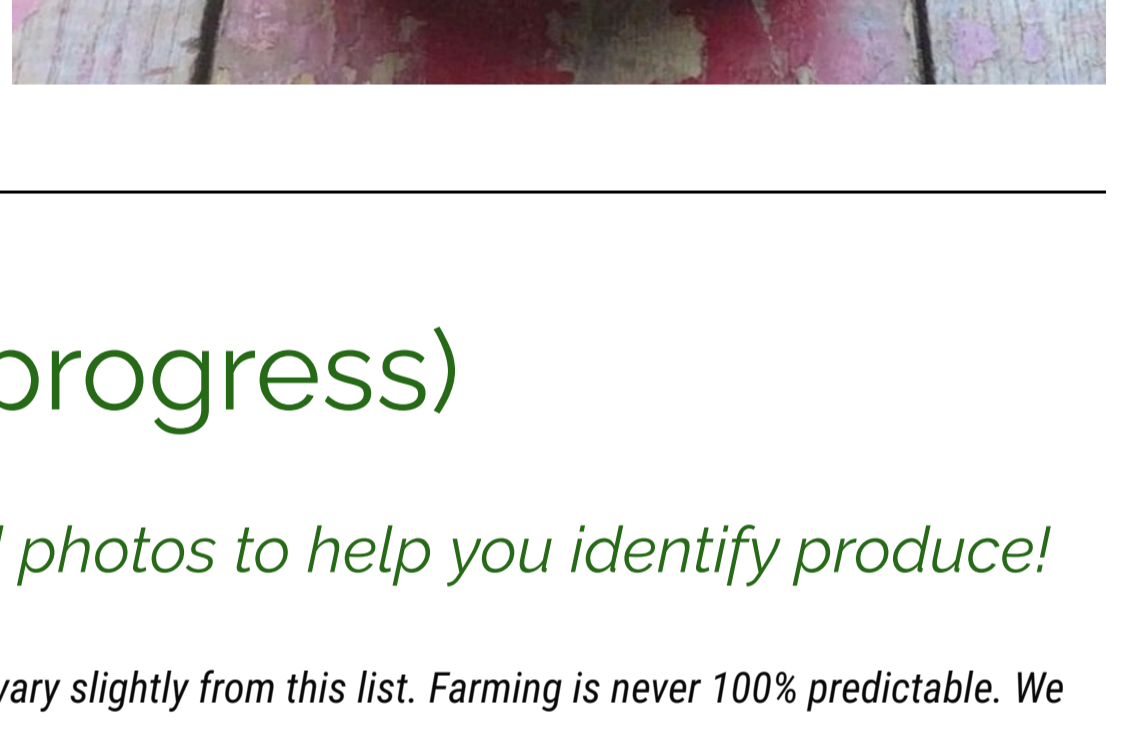 progress)
photos to help you identify produce!
vary slightly from this list. Farming is never 100% predictable. We